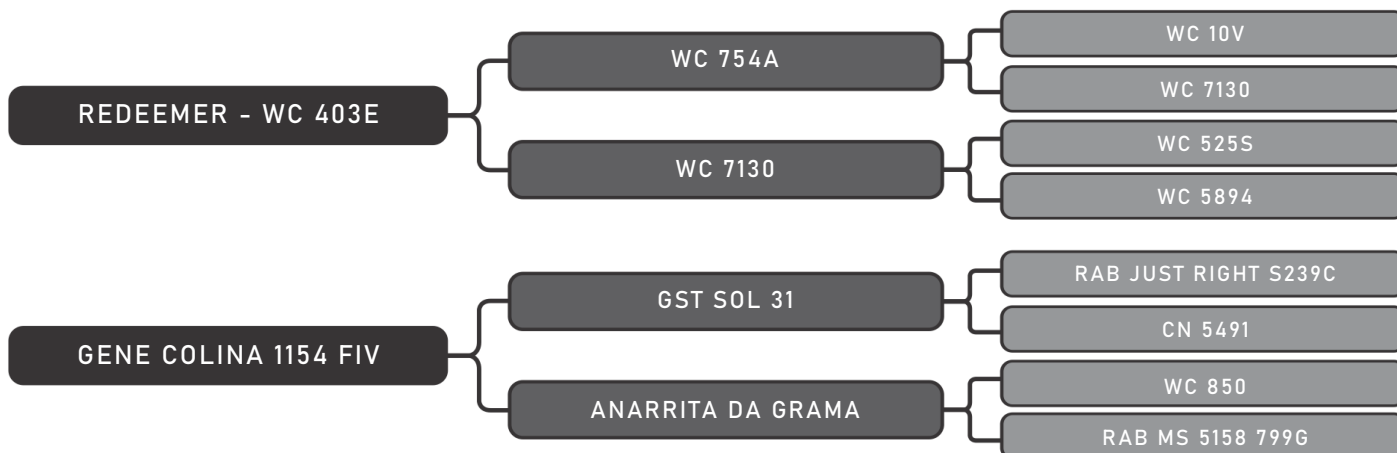 REDEEMER - WC 403E
WC 754A
WC 7130
WC 10V
WC 7130
WC 525S
WC 5894
GENE COLINA 1154 FIV
GST SOL 31
ANARRITA DA GRAMA
RAB JUST RIGHT S239C
CN 5491
WC 850
RAB MS 5158 799G